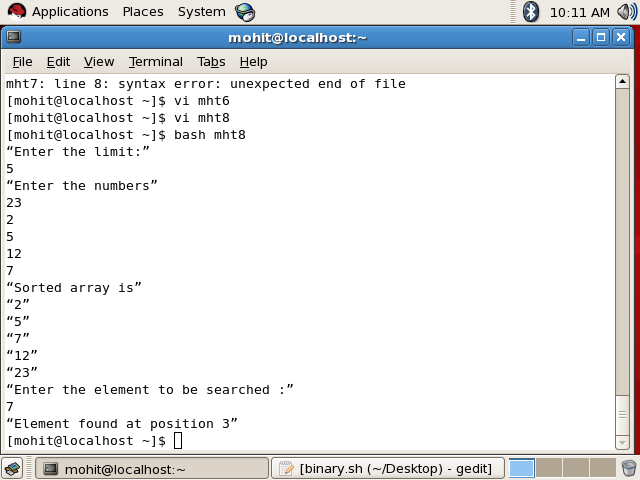 Applications Places System 10:11 AM
mohit@localhost:~
File Edit View Terminal Tabs Help
mht7: line 8: syntax error: unexpected end of file
[mohit@localhost ~]$ vi mht6
[mohit@localhost ~]$ vi mht8
[mohit@localhost ~]$ bash mht8
“Enter the limit:”
5
“Enter the numbers”
23
2
5
12
7
“Sorted array is”
“2”
“5”
“7”
“12”
“23”
“Enter the element to be searched :”
7
“Element found at position 3”
[mohit@localhost ~]$
mohit@localhost:~ [binary.sh (~/Desktop) - gedit]